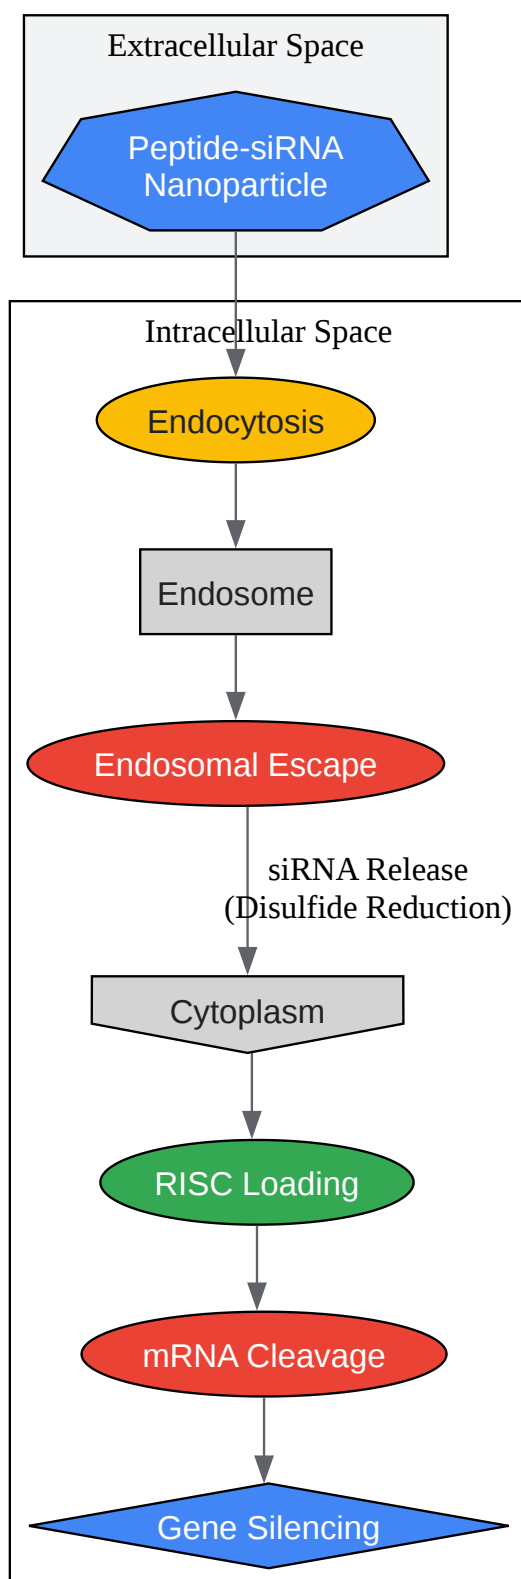 Extracellular Space
Peptide-siRNA
Nanoparticle
Intracellular Space
Endocytosis
Endosome
Endosomal Escape
siRNA Release
(Disulfide Reduction)
Cytoplasm
RISC Loading
mRNA Cleavage
Gene Silencing